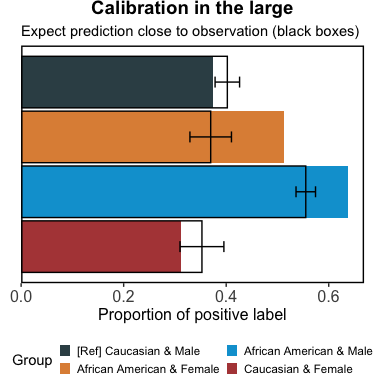 Calibration in the large
Expect prediction close to observation (black boxes)
0.0 0.2 0.4 0.6
Proportion of positive label
Group
[Ref] Caucasian & Male
African American & Male
African American & Female
Caucasian & Female